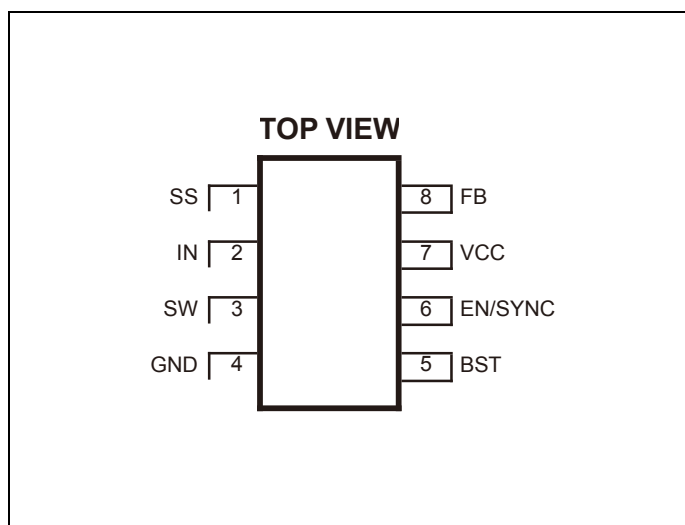 TOP VIEW
SS 1 8 FB
IN 2 7 VCC
SW 3 6 EN/SYNC
GND 4 5 BST